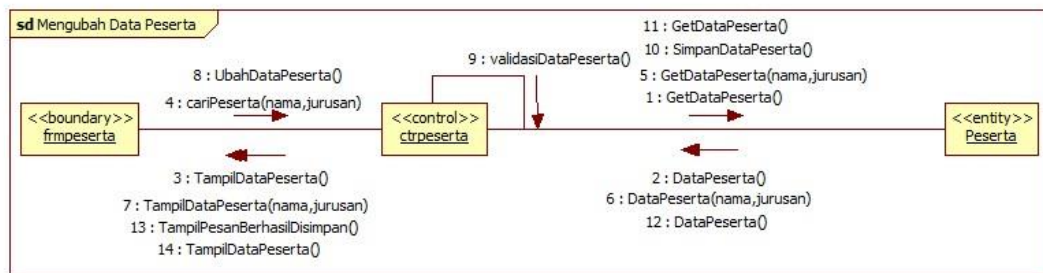 sd Mengubah Data Peserta
11 : GetDataPeserta()
10 : SimpanDataPeserta()
9 : validasiDataPeserta()
5 : GetDataPeserta(nama,jurusan)
1 : GetDataPeserta()
8 : UbahDataPeserta()
4 : cariPeserta(nama,jurusan)
<<boundary>>
frmpeserta
<<control>>
ctrpeserta
<<entity>>
Peserta
3 : TampilDataPeserta()
7 : TampilDataPeserta(nama,jurusan)
13 : TampilPesanBerhasilDisimpan()
14 : TampilDataPeserta()
2 : DataPeserta()
6 : DataPeserta(nama,jurusan)
12 : DataPeserta()